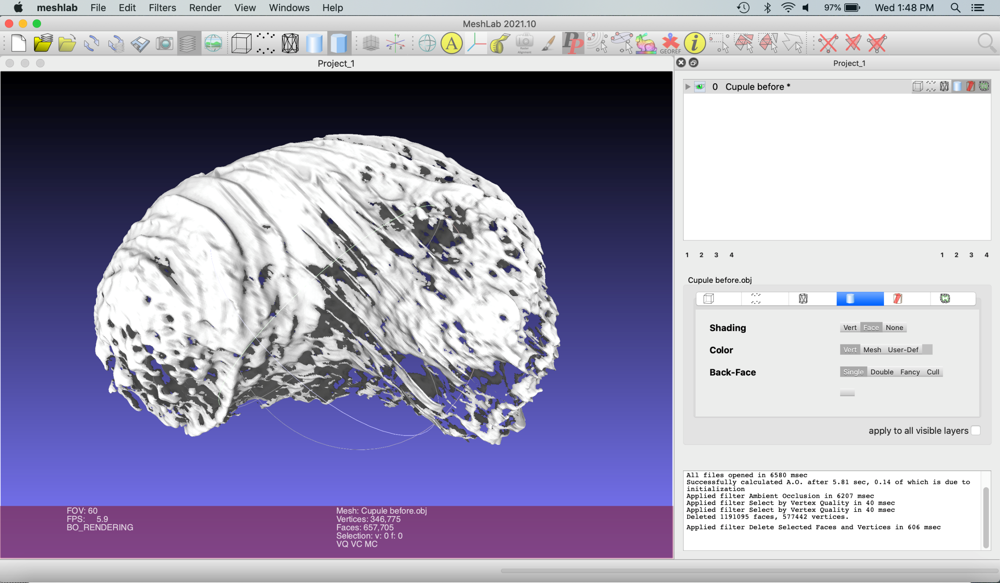 meshlab File Edit Filters Render View Windows Help 97% Wed 1:48 PM
MeshLab 2021.10
A Raster Alignment PP GEOREF i
Project_1
Project_1
0 Cupule before *
1 2 3 4 1 2 3 4
Cupule before.obj
Shading Vert Face None
Color Vert Mesh User-Def
Back-Face Single Double Fancy Cull
apply to all visible layers
All files opened in 6580 msec
Successfully calculated A.O. after 5.81 sec, 0.14 of which is due to
initialization
Applied filter Ambient Occlusion in 6207 msec
Applied filter Select by Vertex Quality in 40 msec
Applied filter Select by Vertex Quality in 40 msec
Deleted 1191095 faces, 577442 vertices.
Applied filter Delete Selected Faces and Vertices in 606 msec
FOV: 60
FPS: 5.9
BO_RENDERING
Mesh: Cupule before.obj
Vertices: 346,775
Faces: 657,705
Selection: v: 0 f: 0
VQ VC MC